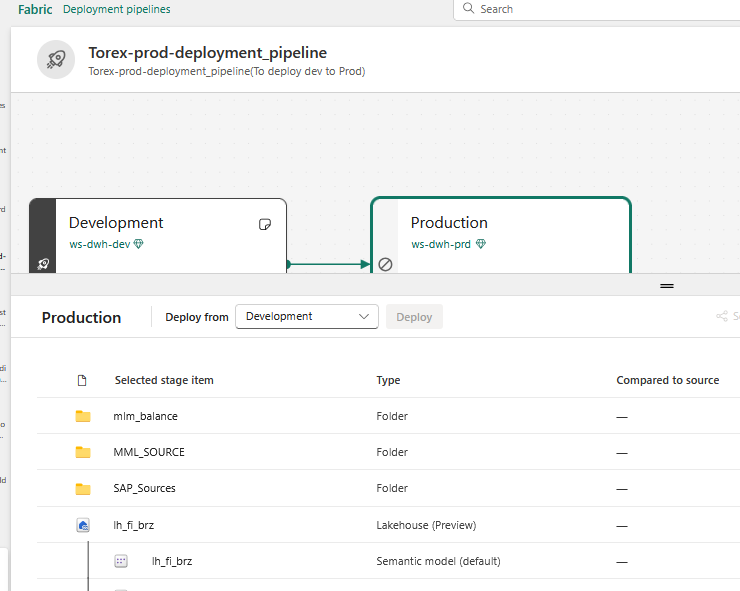 Fabric Deployment pipelines
Search
Torex-prod-deployment_pipeline
Torex-prod-deployment_pipeline(To deploy dev to Prod)
Development
ws-dwh-dev
Production
ws-dwh-prd
Production Deploy from Development Deploy
Selected stage item Type Compared to source
mlm_balance Folder —
MML_SOURCE Folder —
SAP_Sources Folder —
lh_fi_brz Lakehouse (Preview) —
lh_fi_brz Semantic model (default) —